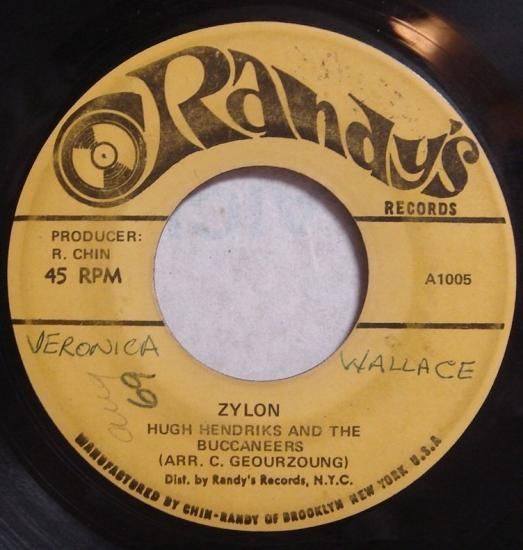 Randy's
RECORDS
PRODUCER:
R. CHIN
45 RPM
A1005
VERONICA
WALLACE
aug
69
ZYLON
HUGH HENDRIKS AND THE
BUCCANEERS
(ARR. C. GEOURZOUNG)
Dist. by Randy's Records, N.Y.C.
MANUFACTURED BY CHIN-RANDY OF BROOKLYN NEW YORK U.S.A